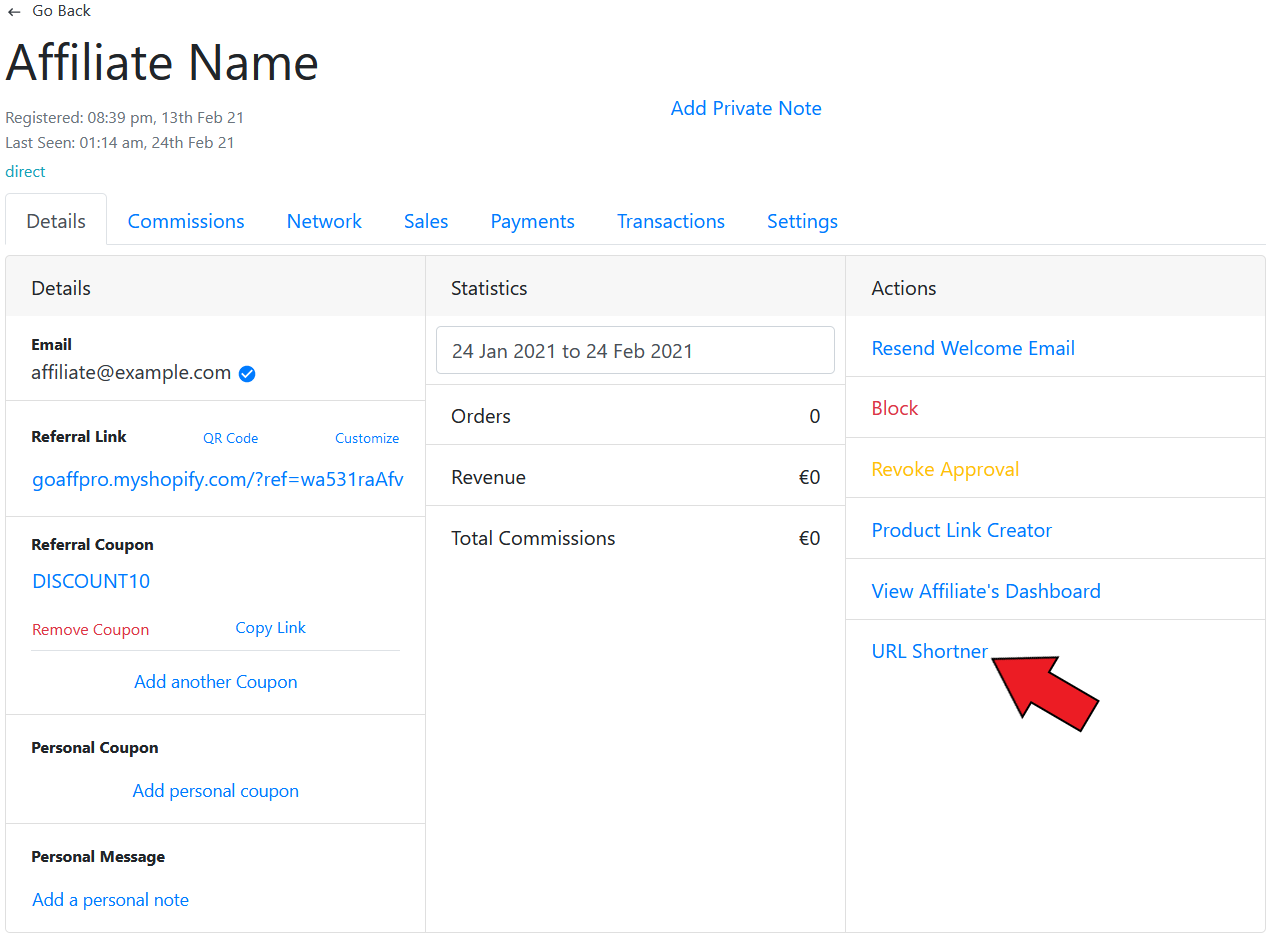 ← Go Back
Affiliate Name
Registered: 08:39 pm, 13th Feb 21
Add Private Note
Last Seen: 01:14 am, 24th Feb 21
direct
Details Commissions Network Sales Payments Transactions Settings
Details
Email
affiliate@example.com
Referral Link QR Code Customize
goaffpro.myshopify.com/?ref=wa531raAfv
Referral Coupon
DISCOUNT10
Remove Coupon Copy Link
Add another Coupon
Personal Coupon
Add personal coupon
Personal Message
Add a personal note
Statistics
24 Jan 2021 to 24 Feb 2021
Orders 0
Revenue €0
Total Commissions €0
Actions
Resend Welcome Email
Block
Revoke Approval
Product Link Creator
View Affiliate's Dashboard
URL Shortner